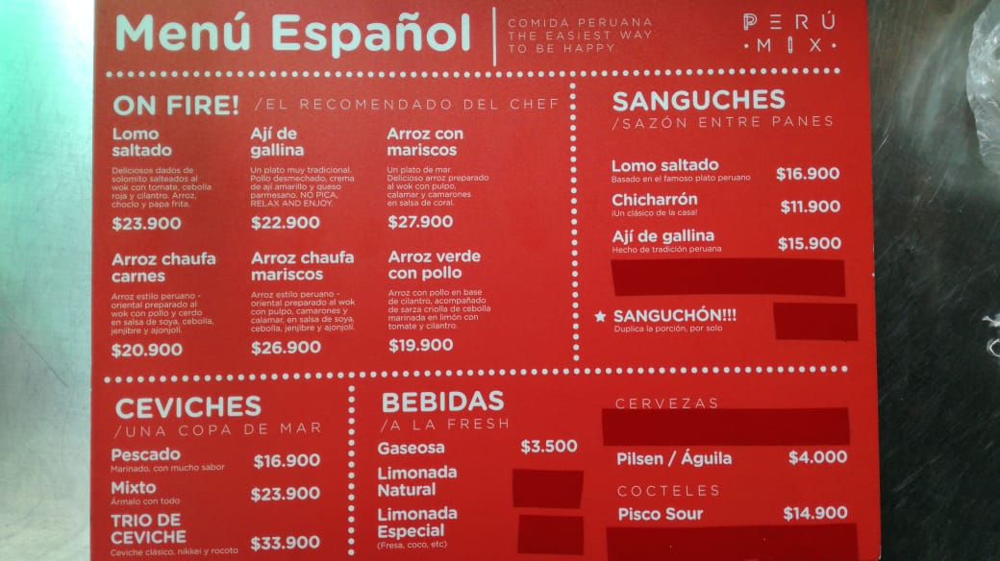 Menú Español
COMIDA PERUANA
THE EASIEST WAY
TO BE HAPPY.
PERÚ
·MIX·
ON FIRE! /EL RECOMENDADO DEL CHEF
Lomo
saltado
Deliciosos dados de
solomito salteados al
wok con tomate, cebolla
roja y cilantro. Arroz,
choclo y papa frita.
$23.900
Ají de
gallina
Un plato muy tradicional.
Pollo desmechado, crema
de ají amarillo y queso
parmesano. NO PICA,
RELAX AND ENJOY.
$22.900
Arroz con
mariscos
Un plato de mar.
Delicioso arroz preparado
al wok con pulpo,
calamar y camarones
en salsa de coral.
$27.900
Arroz chaufa
carnes
Arroz estilo peruano -
oriental preparado al
wok con pollo y cerdo
en salsa de soya, cebolla,
jenjibre y ajonjolí.
$20.900
Arroz chaufa
mariscos
Arroz estilo peruano -
oriental preparado al wok
con pulpo, camarones y
calamar, en salsa de soya,
cebolla, jenjibre y ajonjolí.
$26.900
Arroz verde
con pollo
Arroz con pollo en base
de cilantro, acompañado
de sarza criolla de cebolla
marinada en limón con
tomate y cilantro.
$19.900
SANGUCHES
/SAZÓN ENTRE PANES
Lomo saltado $16.900
Basado en el famoso plato peruano
Chicharrón $11.900
¡Un clásico de la casa!
Ají de gallina $15.900
Hecho de tradición peruana
★ SANGUCHÓN!!!
Duplica la porción, por solo
CEVICHES
/UNA COPA DE MAR
Pescado $16.900
Marinado, con mucho sabor
Mixto $23.900
Ármalo con todo
TRIO DE
CEVICHE $33.900
Ceviche clásico, nikkei y rocoto
BEBIDAS
/A LA FRESH
Gaseosa $3.500
Limonada
Natural
Limonada
Especial
(Fresa, coco, etc)
CERVEZAS
Pilsen / Águila $4.000
COCTELES
Pisco Sour $14.900